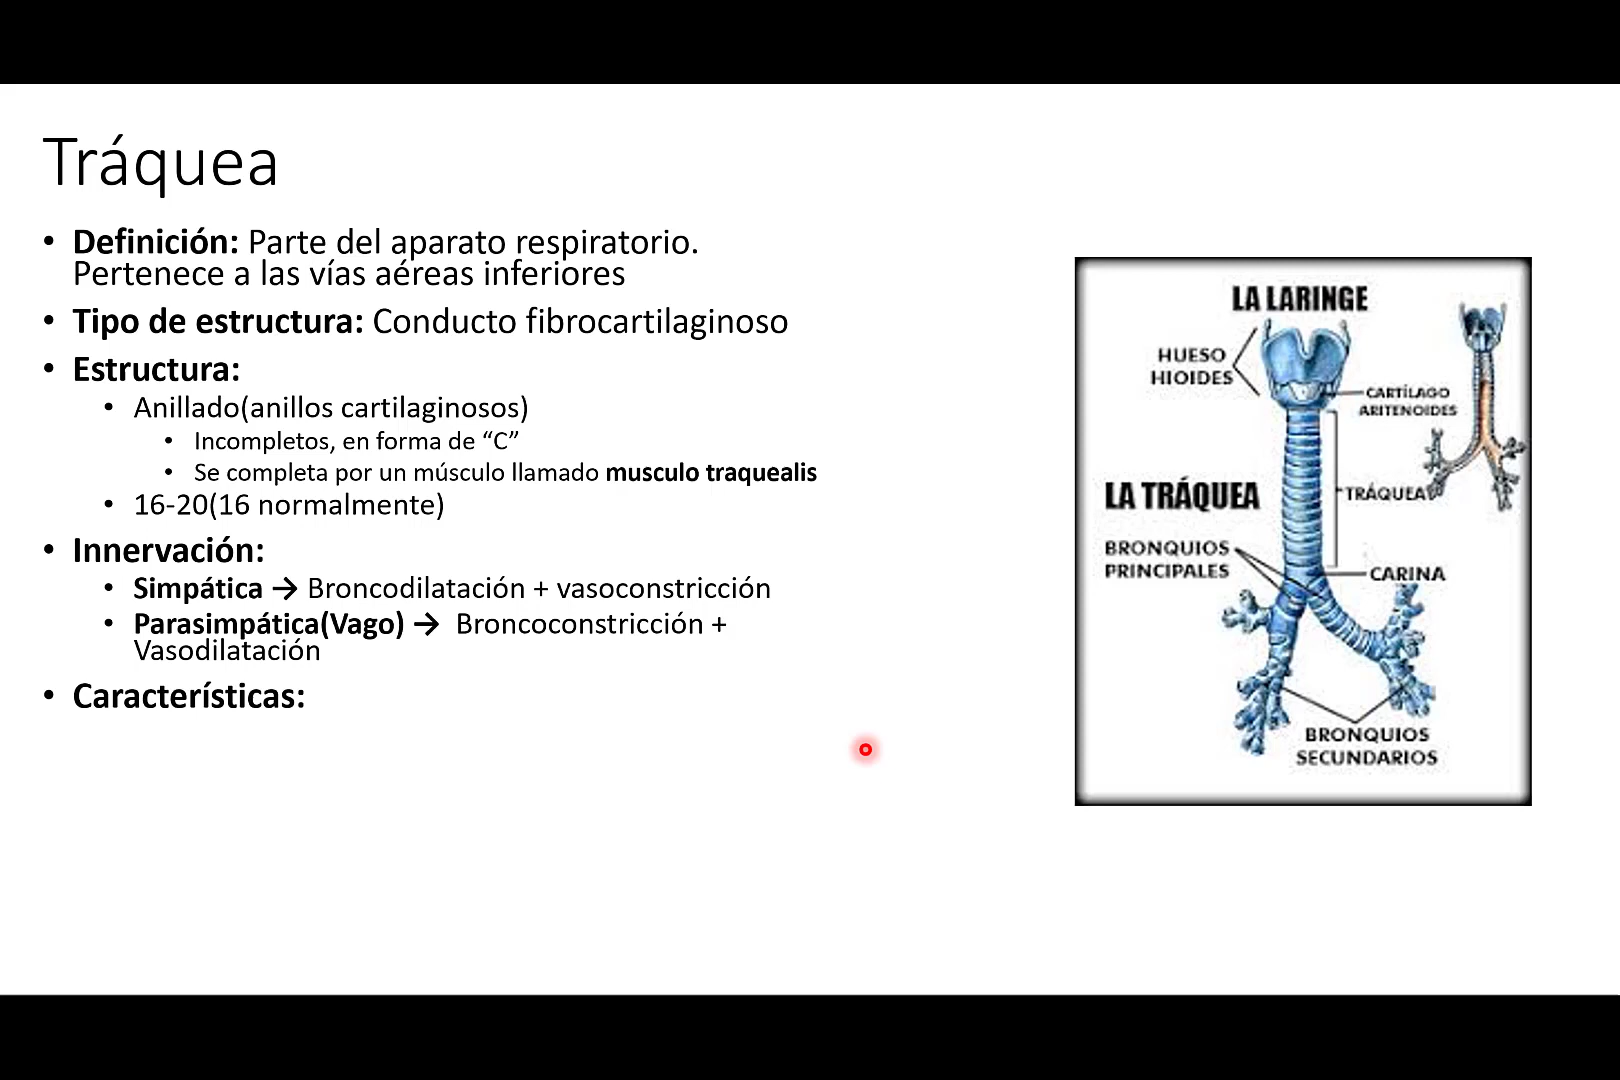 Tráquea
• Definición: Parte del aparato respiratorio.
Pertenece a las vías aéreas inferiores
• Tipo de estructura: Conducto fibrocartilaginoso
• Estructura:
• Anillado(anillos cartilaginosos)
• Incompletos, en forma de “C”
• Se completa por un músculo llamado musculo traquealis
• 16-20(16 normalmente)
• Innervación:
• Simpática → Broncodilatación + vasoconstricción
• Parasimpática(Vago) → Broncoconstricción +
Vasodilatación
• Características:
LA LARINGE
HUESO
HIOIDES
CARTÍLAGO
ARITENOIDES
LA TRÁQUEA
TRÁQUEA
BRONQUIOS
PRINCIPALES
CARINA
BRONQUIOS
SECUNDARIOS